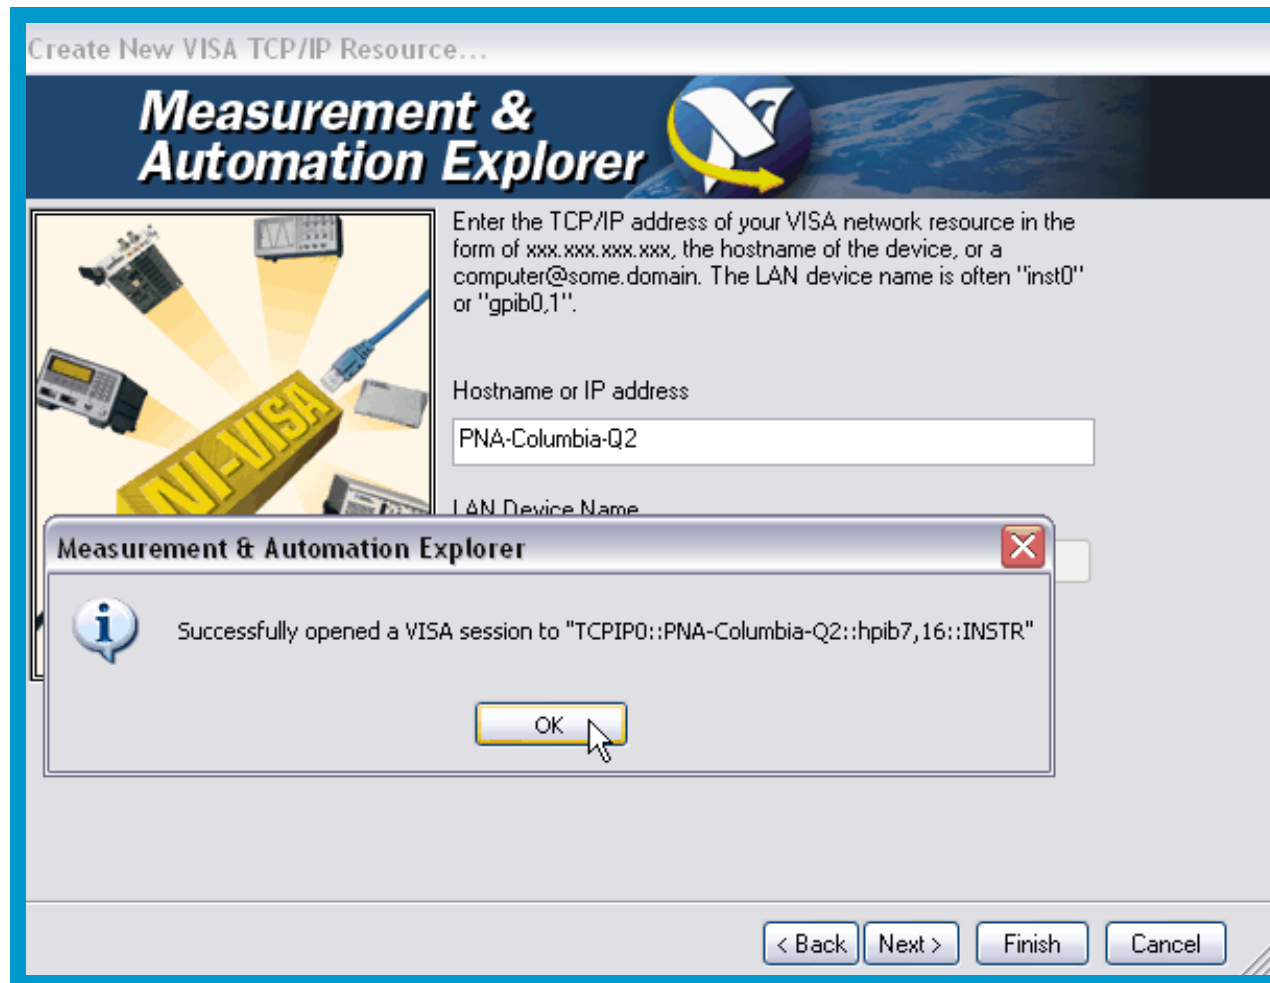 Create New VISA TCP/IP Resource...
Measurement &
Automation Explorer
Enter the TCP/IP address of your VISA network resource in the
form of xxx.xxx.xxx.xxx, the hostname of the device, or a
computer@some.domain. The LAN device name is often "inst0"
or "gpib0,1".
NI-VISA
Hostname or IP address
PNA-Columbia-Q2
LAN Device Name
Measurement & Automation Explorer
Successfully opened a VISA session to "TCPIP0::PNA-Columbia-Q2::hpib7,16::INSTR"
OK
< Back Next > Finish Cancel